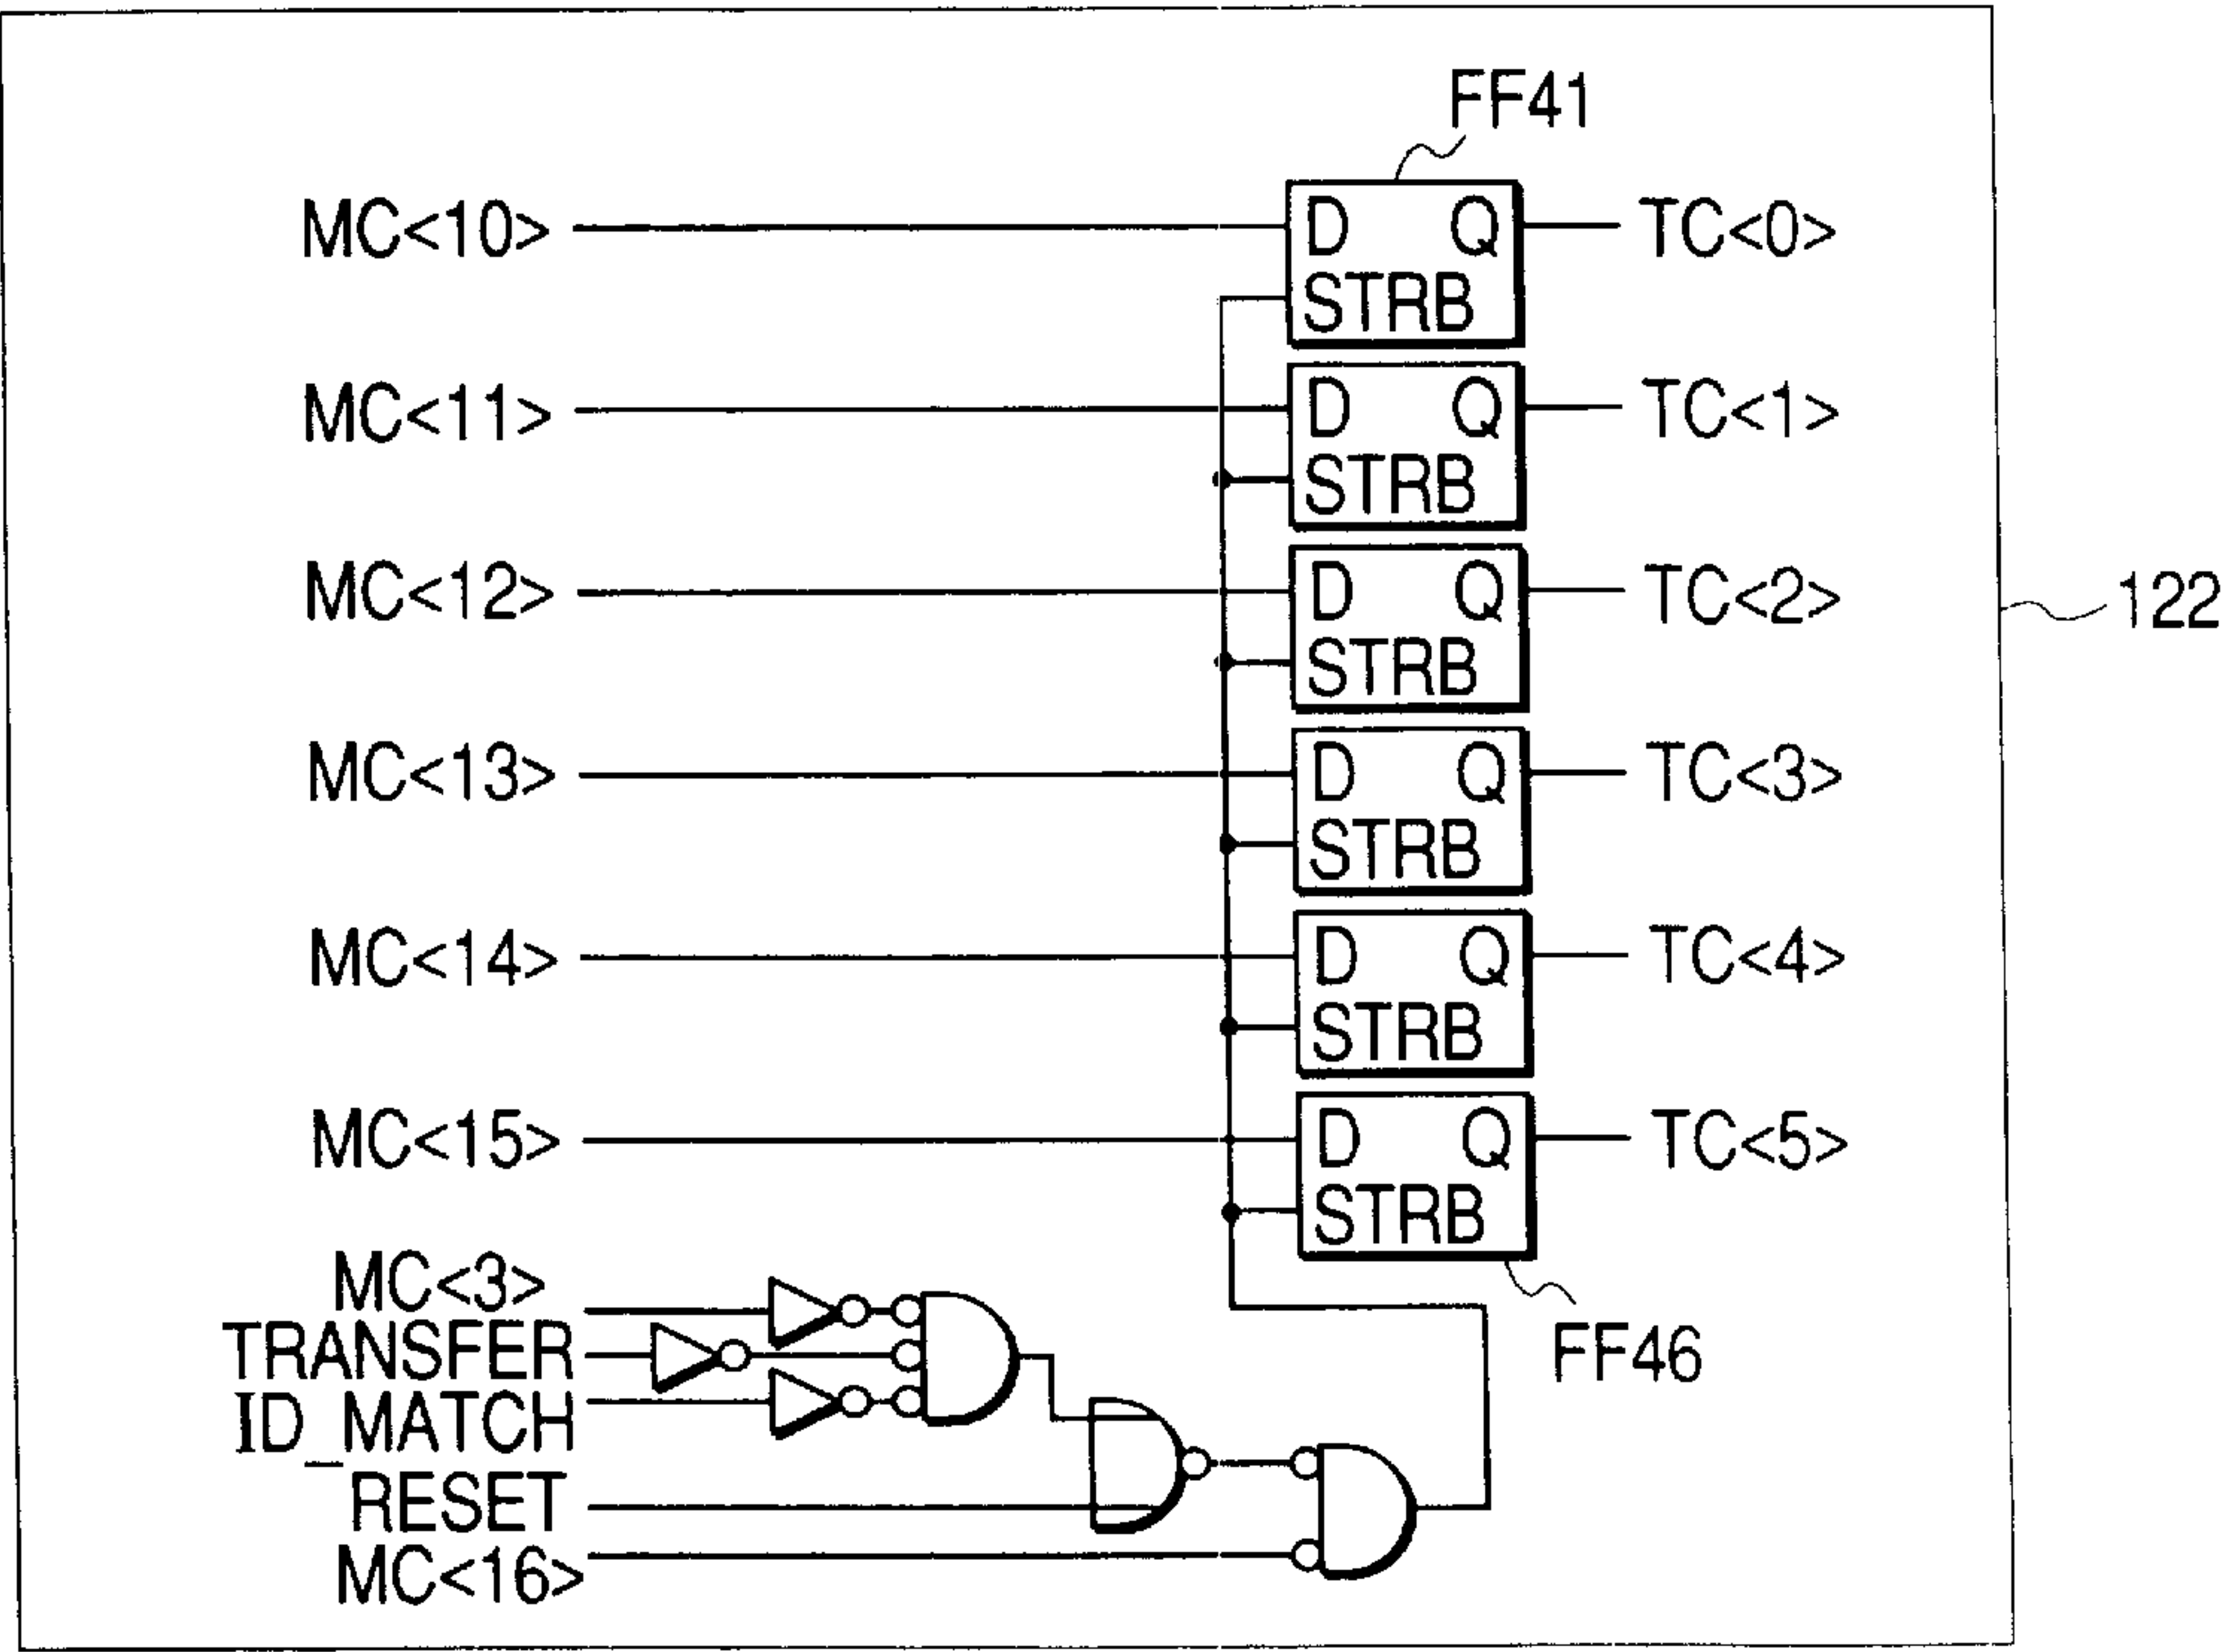 FF41
MC<10> D Q TC<0>
STRB
MC<11> D Q TC<1>
STRB
MC<12> D Q TC<2>
STRB
122
MC<13> D Q TC<3>
STRB
MC<14> D Q TC<4>
STRB
MC<15> D Q TC<5>
STRB
MC<3>
TRANSFER
FF46
ID_MATCH
RESET
MC<16>